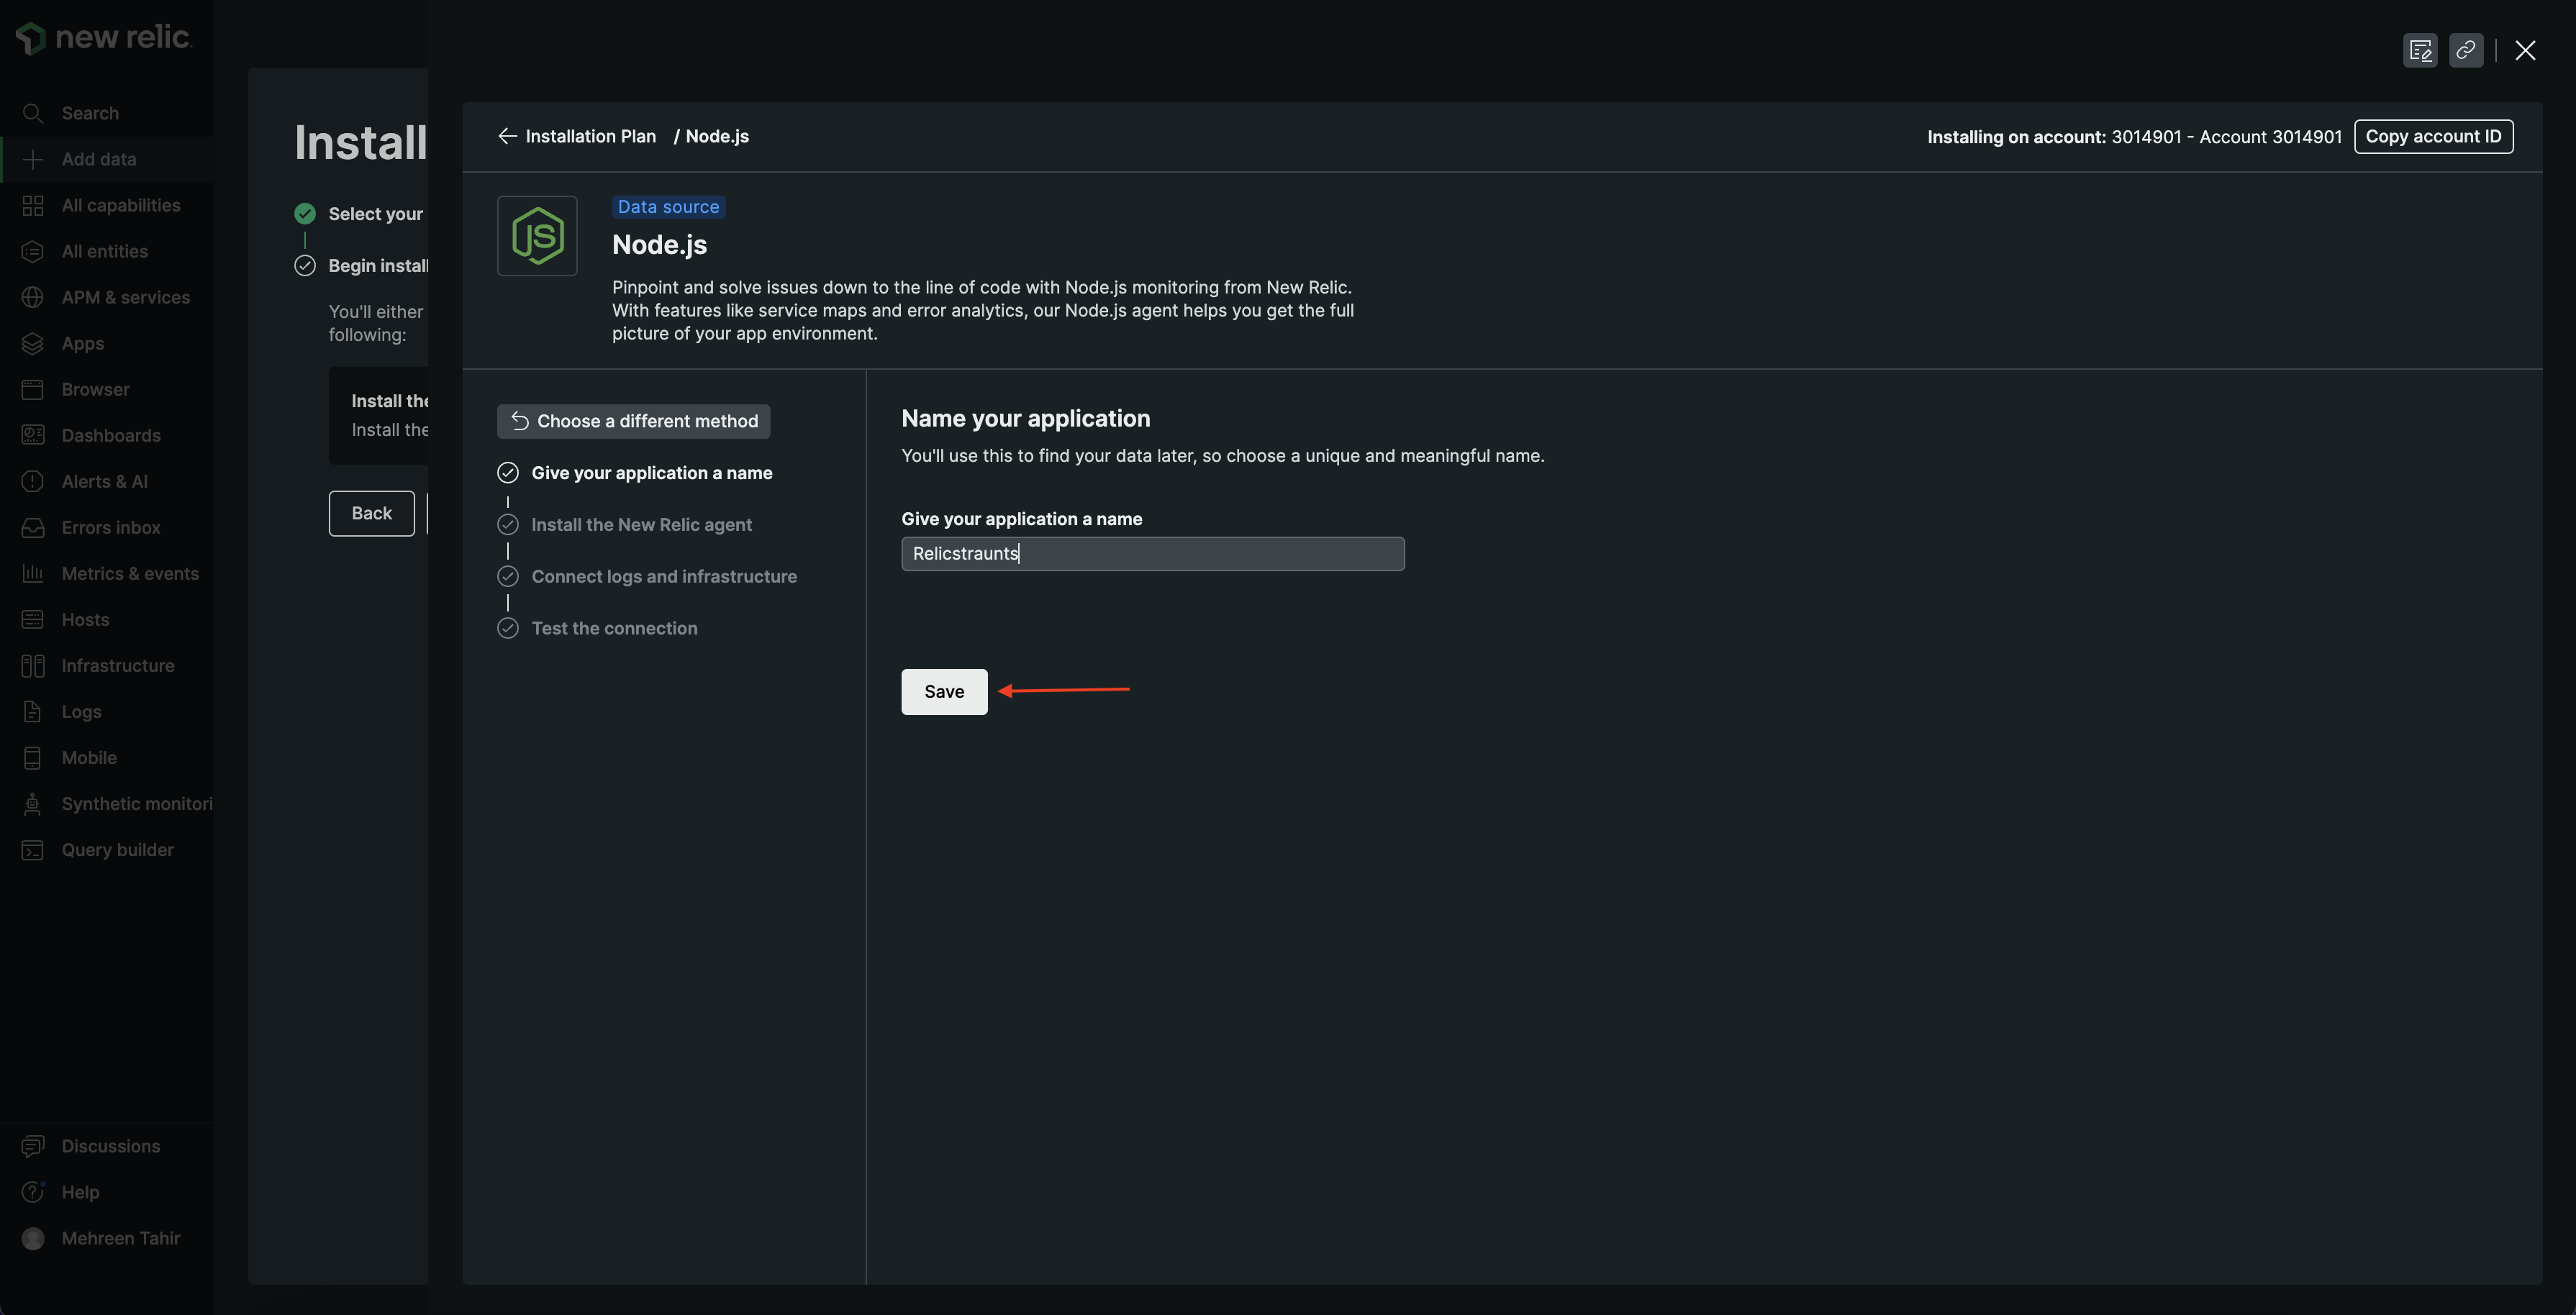 new relic.
Search
Add data
All capabilities
All entities
APM & services
Apps
Browser
Dashboards
Alerts & AI
Errors inbox
Metrics & events
Hosts
Infrastructure
Logs
Mobile
Synthetic monitori
Query builder
Discussions
Help
Mehreen Tahir
Install
Select your
Begin install
You'll either
following:
Install the
Install the
Back
Installation Plan / Node.js
Installing on account: 3014901 - Account 3014901
Copy account ID
JS
Data source
Node.js
Pinpoint and solve issues down to the line of code with Node.js monitoring from New Relic.
With features like service maps and error analytics, our Node.js agent helps you get the full
picture of your app environment.
Choose a different method
Give your application a name
Install the New Relic agent
Connect logs and infrastructure
Test the connection
Name your application
You'll use this to find your data later, so choose a unique and meaningful name.
Give your application a name
Relicstraunts
Save